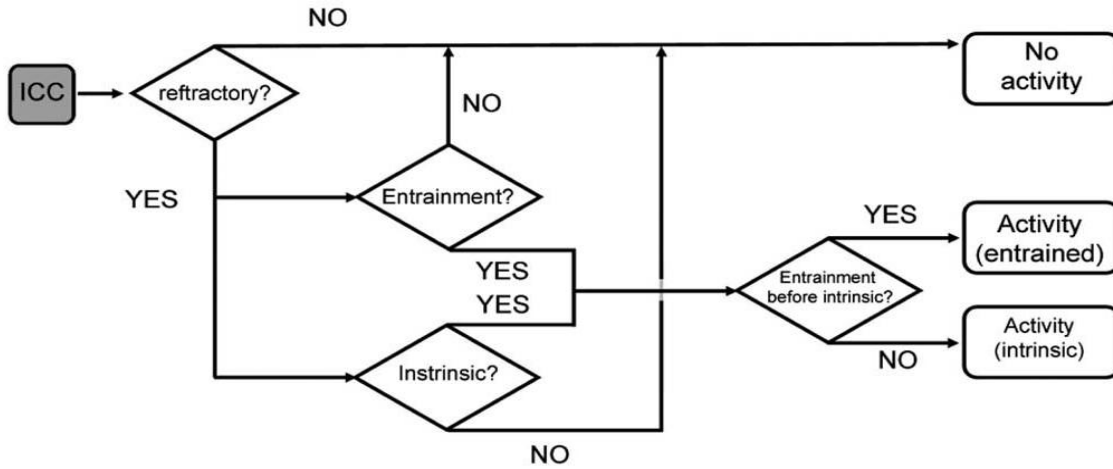 NO
ICC
reftractory?
No
activity
NO
YES
Entrainment?
YES
Activity
(entrained)
YES
YES
Entrainment
before intrinsic?
Activity
(intrinsic)
NO
Instrinsic?
NO